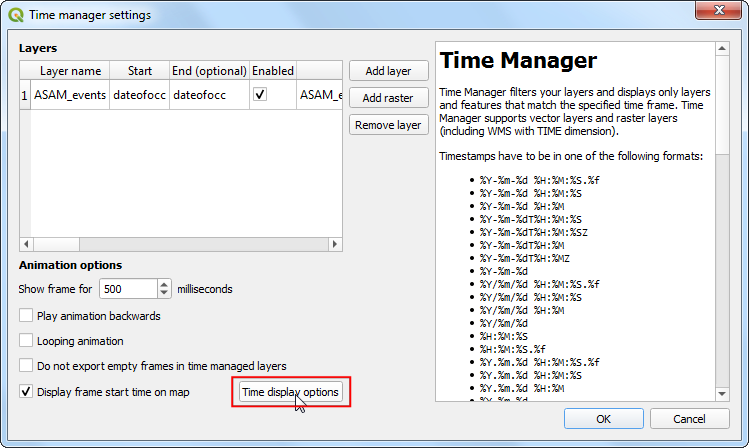 Time manager settings
Layers
Layer name Start End (optional) Enabled
1 ASAM_events dateofocc dateofocc ASAM_e
Add layer
Add raster
Remove layer
Animation options
Show frame for 500 milliseconds
Play animation backwards
Looping animation
Do not export empty frames in time managed layers
Display frame start time on map
Time display options
Time Manager
Time Manager filters your layers and displays only layers
and features that match the specified time frame. Time
Manager supports vector layers and raster layers
(including WMS with TIME dimension).
Timestamps have to be in one of the following formats:
• %Y-%m-%d %H:%M:%S.%f
• %Y-%m-%d %H:%M:%S
• %Y-%m-%d %H:%M
• %Y-%m-%dT%H:%M:%S
• %Y-%m-%dT%H:%M:%SZ
• %Y-%m-%dT%H:%M
• %Y-%m-%dT%H:%MZ
• %Y-%m-%d
• %Y/%m/%d %H:%M:%S.%f
• %Y/%m/%d %H:%M:%S
• %Y/%m/%d %H:%M
• %Y/%m/%d
• %H:%M:%S
• %H:%M:%S.%f
• %Y.%m.%d %H:%M:%S.%f
• %Y.%m.%d %H:%M:%S
• %Y.%m.%d %H:%M
• %Y.%m.%d
OK
Cancel